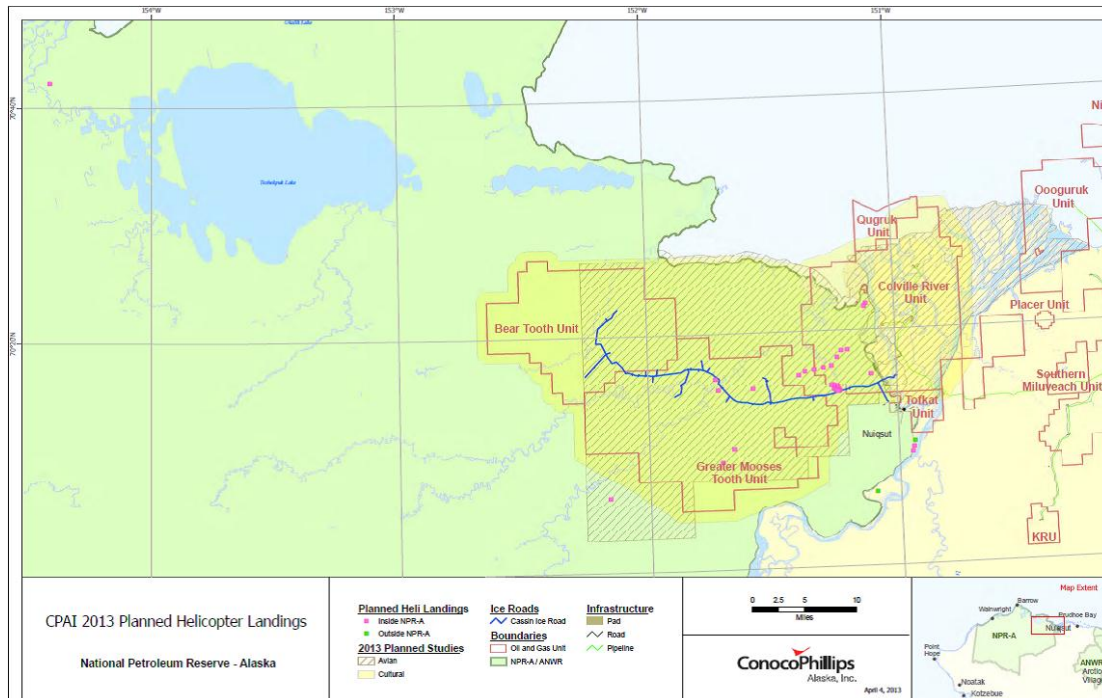 154°W
153°W
152°W
151°W
70°40'N
Teshekpuk Lake
Ni
Oooguruk
Unit
Qugruk
Unit
Colville River
Unit
Placer Unit
Bear Tooth Unit
Southern
Miluveach Unit
Tofkat
Unit
Nuiqsut
Greater Mooses
Tooth Unit
KRU
CPAI 2013 Planned Helicopter Landings
National Petroleum Reserve - Alaska
Planned Heli Landings
Inside NPR-A
Outside NPR-A
2013 Planned Studies
Avian
Cultural
Ice Roads
Cassin Ice Road
Boundaries
Oil and Gas Unit
NPR-A / ANWR
Infrastructure
Pad
Road
Pipeline
0 2.5 5 10
Miles
ConocoPhillips
Alaska, Inc.
April 4, 2013
Map Extent
Barrow
Wainwright
Prudhoe Bay
Nuiqsut
NPR-A
Point
Hope
ANWR
Arctic
Village
Noatak
Kotzebue